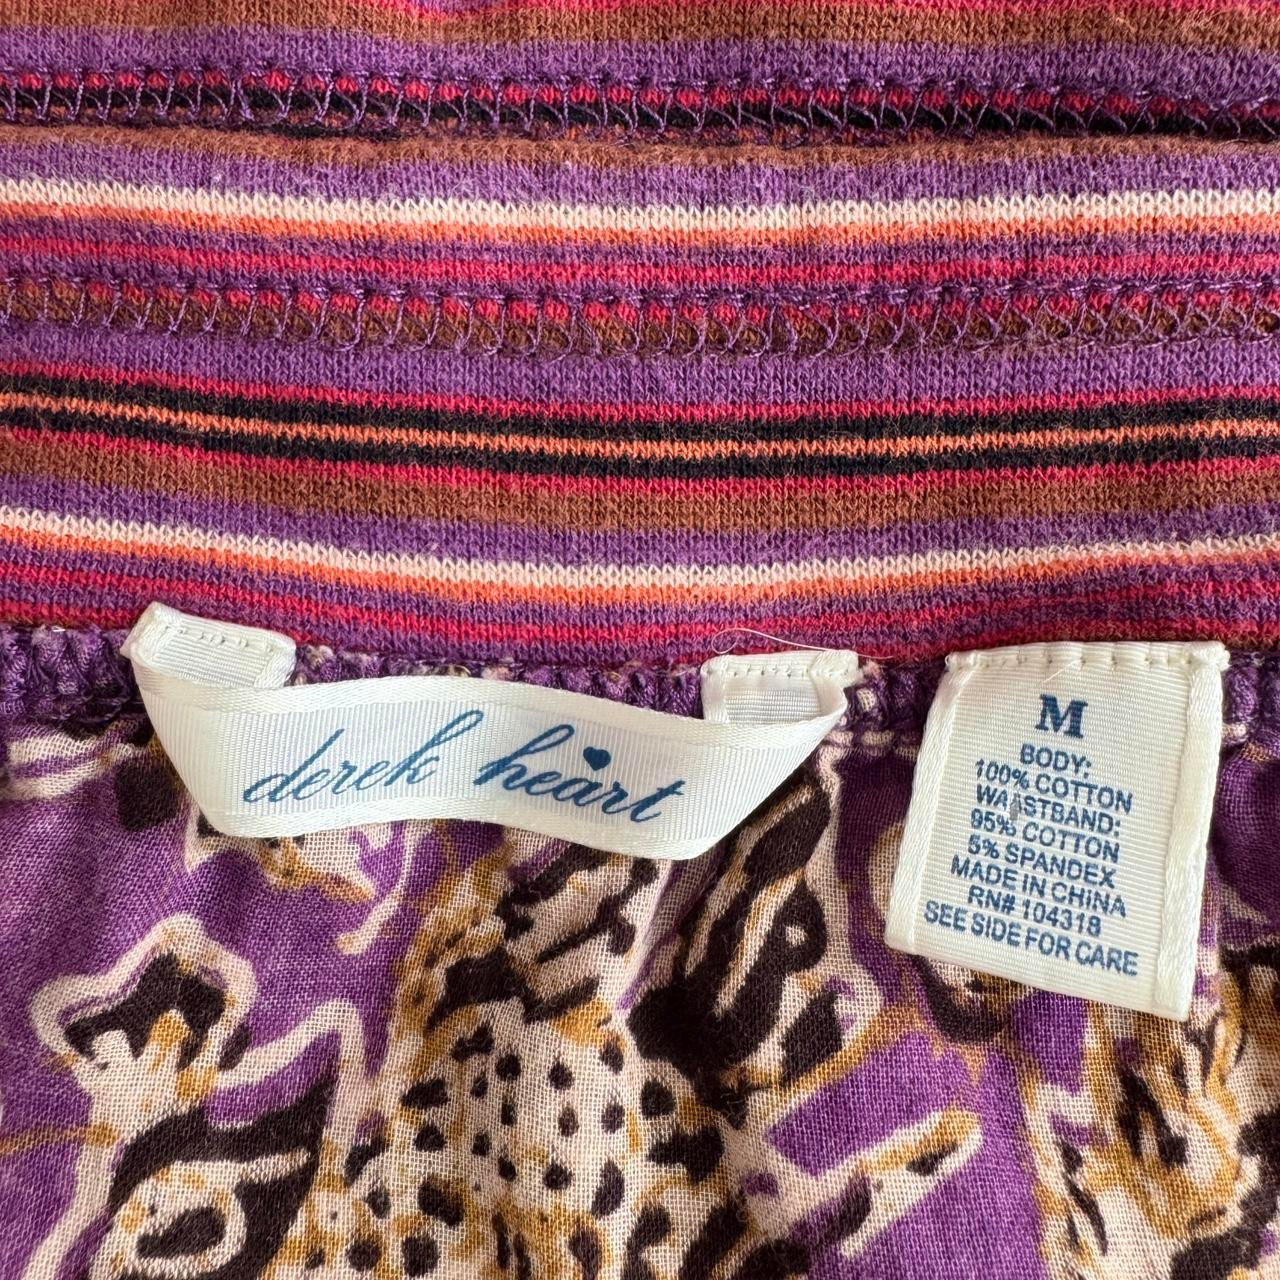 derek heart
M
BODY:
100% COTTON
WAISTBAND:
95% COTTON
5% SPANDEX
MADE IN CHINA
RN# 104318
SEE SIDE FOR CARE